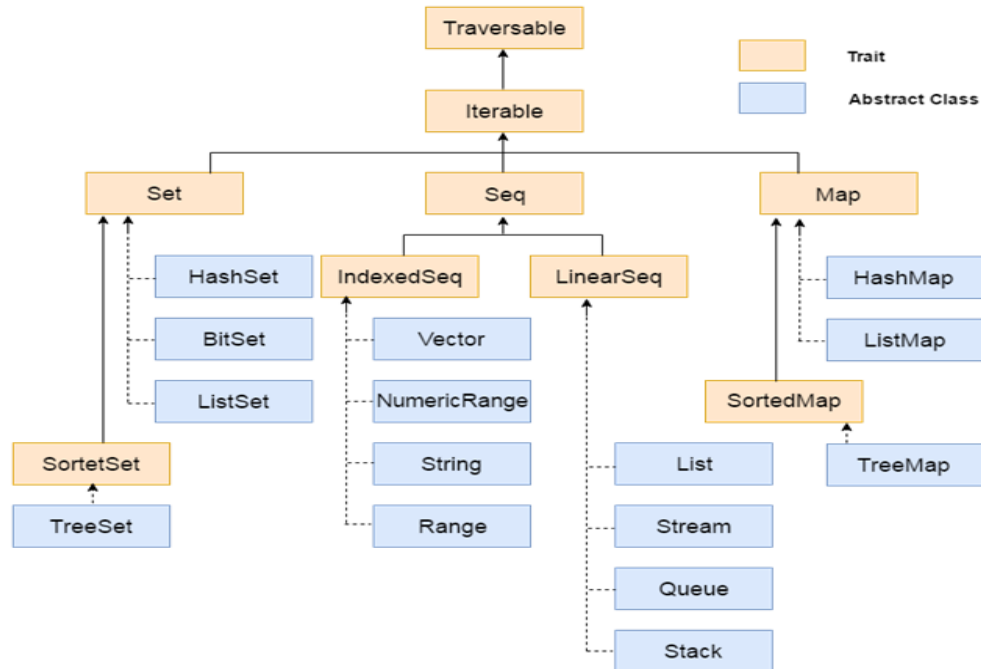 Traversable
Trait
Iterable
Abstract Class
Set
Seq
Map
HashSet
IndexedSeq
LinearSeq
HashMap
BitSet
Vector
ListMap
ListSet
NumericRange
SortedMap
SortetSet
String
List
TreeMap
TreeSet
Range
Stream
Queue
Stack